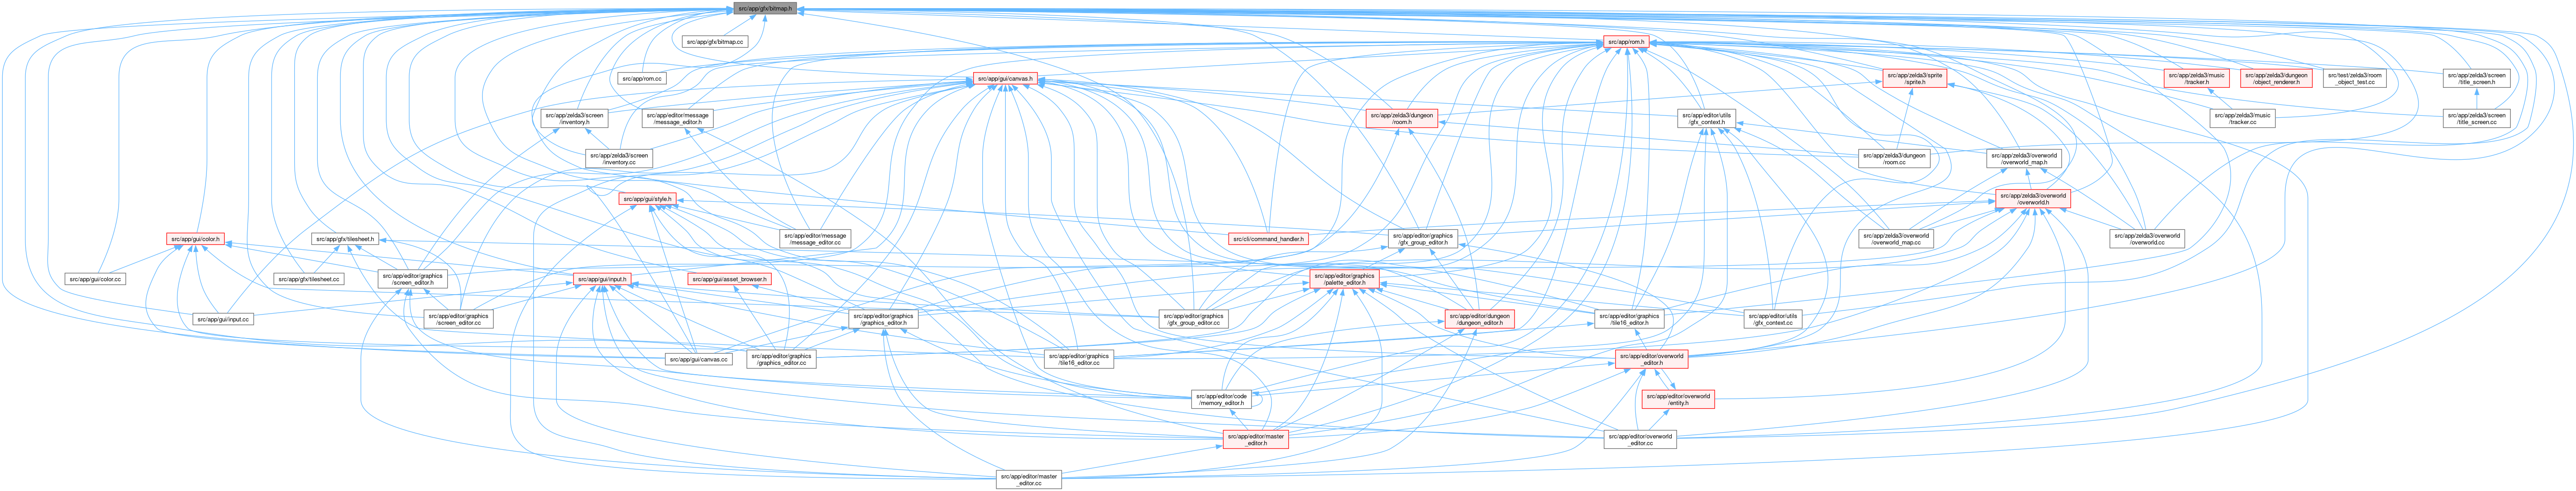 src/app/gfx/bitmap.h
src/app/gfx/bitmap.cc
src/app/rom.h
src/app/rom.cc
src/app/gui/canvas.h
src/app/zelda3/sprite
/sprite.h
src/app/zelda3/music
/tracker.h
src/app/zelda3/dungeon
/object_renderer.h
src/test/zelda3/room
_object_test.cc
src/app/zelda3/screen
/title_screen.h
src/app/zelda3/screen
/inventory.h
src/app/editor/message
/message_editor.h
src/app/zelda3/dungeon
/room.h
src/app/editor/utils
/gfx_context.h
src/app/zelda3/music
/tracker.cc
src/app/zelda3/screen
/title_screen.cc
src/app/zelda3/screen
/inventory.cc
src/app/zelda3/dungeon
/room.cc
src/app/zelda3/overworld
/overworld_map.h
src/app/gui/style.h
src/app/zelda3/overworld
/overworld.h
src/app/gui/color.h
src/app/gfx/tilesheet.h
src/app/editor/message
/message_editor.cc
src/cli/command_handler.h
src/app/editor/graphics
/gfx_group_editor.h
src/app/zelda3/overworld
/overworld_map.cc
src/app/zelda3/overworld
/overworld.cc
src/app/gui/color.cc
src/app/gfx/tilesheet.cc
src/app/editor/graphics
/screen_editor.h
src/app/gui/input.h
src/app/gui/asset_browser.h
src/app/editor/graphics
/palette_editor.h
src/app/gui/input.cc
src/app/editor/graphics
/screen_editor.cc
src/app/editor/graphics
/graphics_editor.h
src/app/editor/graphics
/gfx_group_editor.cc
src/app/editor/dungeon
/dungeon_editor.h
src/app/editor/graphics
/tile16_editor.h
src/app/editor/utils
/gfx_context.cc
src/app/gui/canvas.cc
src/app/editor/graphics
/graphics_editor.cc
src/app/editor/graphics
/tile16_editor.cc
src/app/editor/overworld
_editor.h
src/app/editor/code
/memory_editor.h
src/app/editor/overworld
/entity.h
src/app/editor/master
_editor.h
src/app/editor/overworld
_editor.cc
src/app/editor/master
_editor.cc